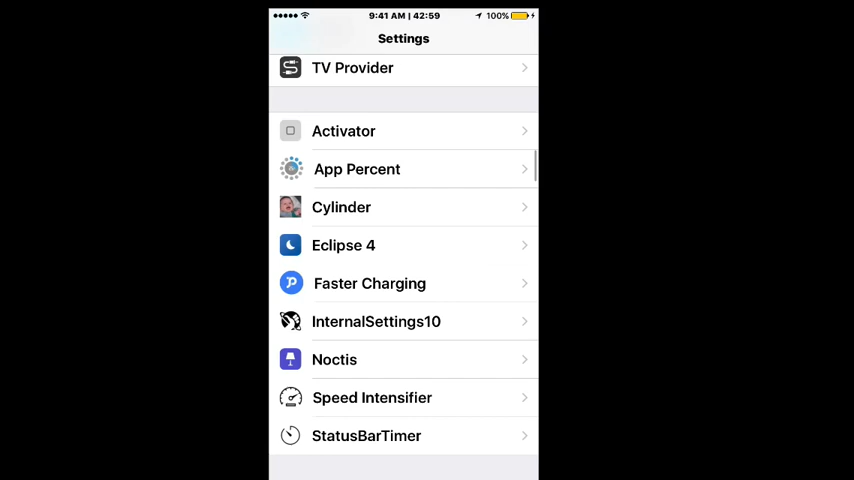 9:41 AM | 42:59
100%
Settings
TV Provider
Activator
App Percent
Cylinder
Eclipse 4
Faster Charging
InternalSettings10
Noctis
Speed Intensifier
StatusBarTimer